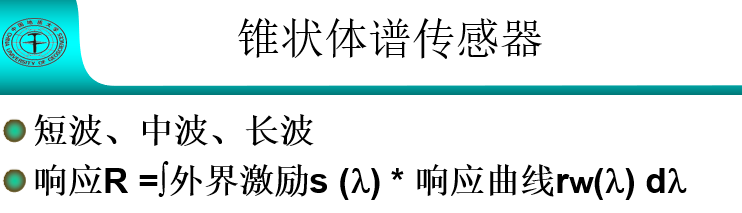 锥状体谱传感器
短波、中波、长波
响应R =∫外界激励s (λ) * 响应曲线rw(λ) dλ